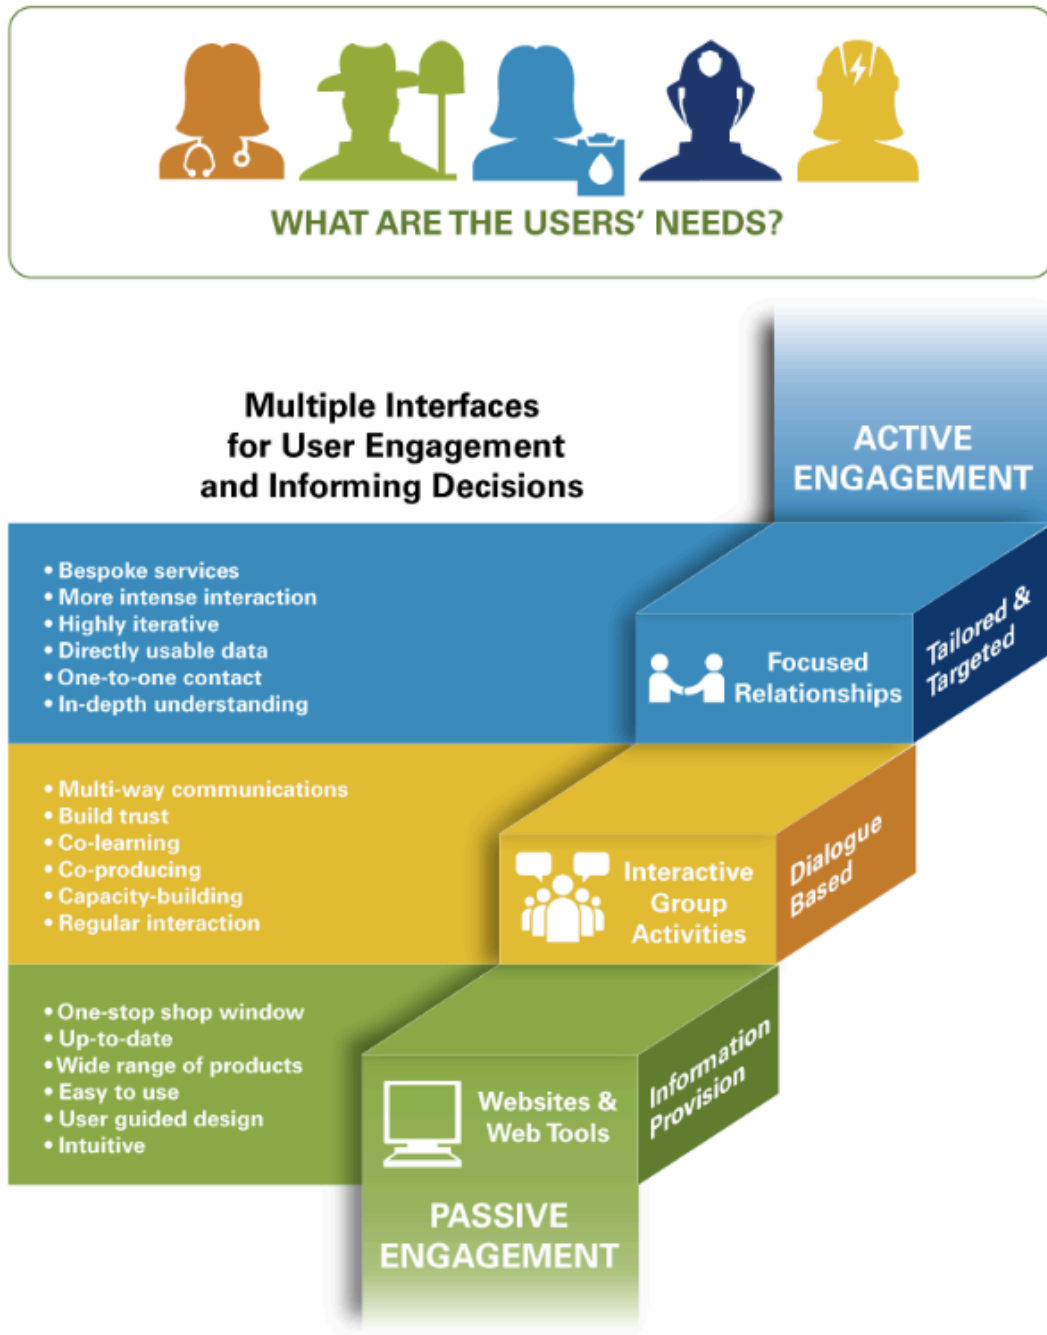 WHAT ARE THE USERS’ NEEDS?
Multiple Interfaces
for User Engagement
and Informing Decisions
ACTIVE
ENGAGEMENT
• Bespoke services
• More intense interaction
• Highly iterative
• Directly usable data
• One-to-one contact
• In-depth understanding
Focused
Relationships
Tailored &
Targeted
• Multi-way communications
• Build trust
• Co-learning
• Co-producing
• Capacity-building
• Regular interaction
Interactive
Group
Activities
Dialogue
Based
• One-stop shop window
• Up-to-date
• Wide range of products
• Easy to use
• User guided design
• Intuitive
Websites &
Web Tools
Information
Provision
PASSIVE
ENGAGEMENT